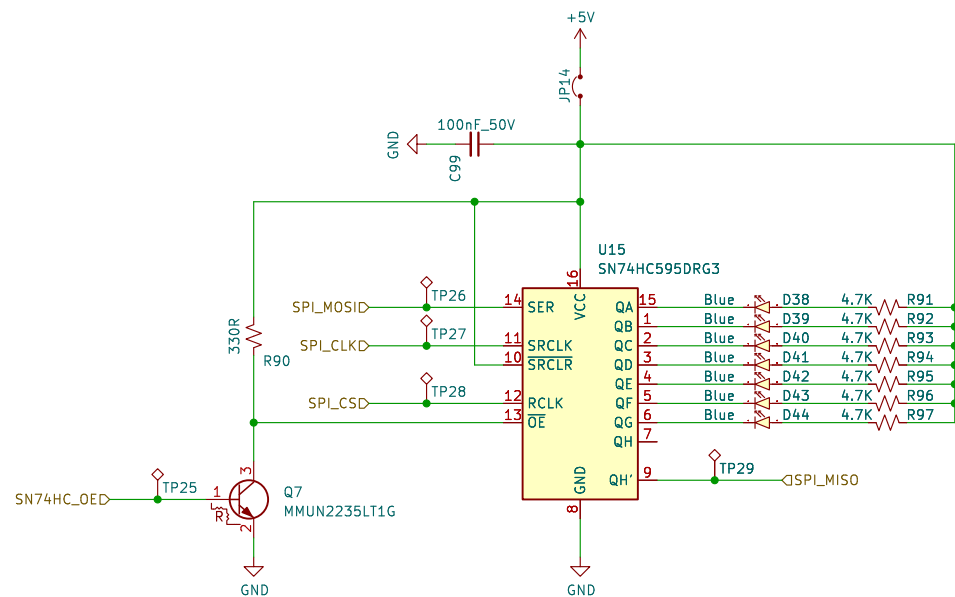 +5V
JP14
100nF_50V
GND
C99
U15
SN74HC595DRG3
16
VCC
SPI_MOSI
TP26
14
SER
QA
15
Blue
D38
4.7K
R91
QB
1
Blue
D39
4.7K
R92
SPI_CLK
TP27
11
SRCLK
QC
2
Blue
D40
4.7K
R93
330R
R90
10
SRCLR
QD
3
Blue
D41
4.7K
R94
QE
4
Blue
D42
4.7K
R95
SPI_CS
TP28
12
RCLK
QF
5
Blue
D43
4.7K
R96
13
OE
QG
6
Blue
D44
4.7K
R97
QH
7
3
GND
QH'
9
TP29
SPI_MISO
SN74HC_OE
TP25
1
R
2
Q7
MMUN2235LT1G
8
GND
GND